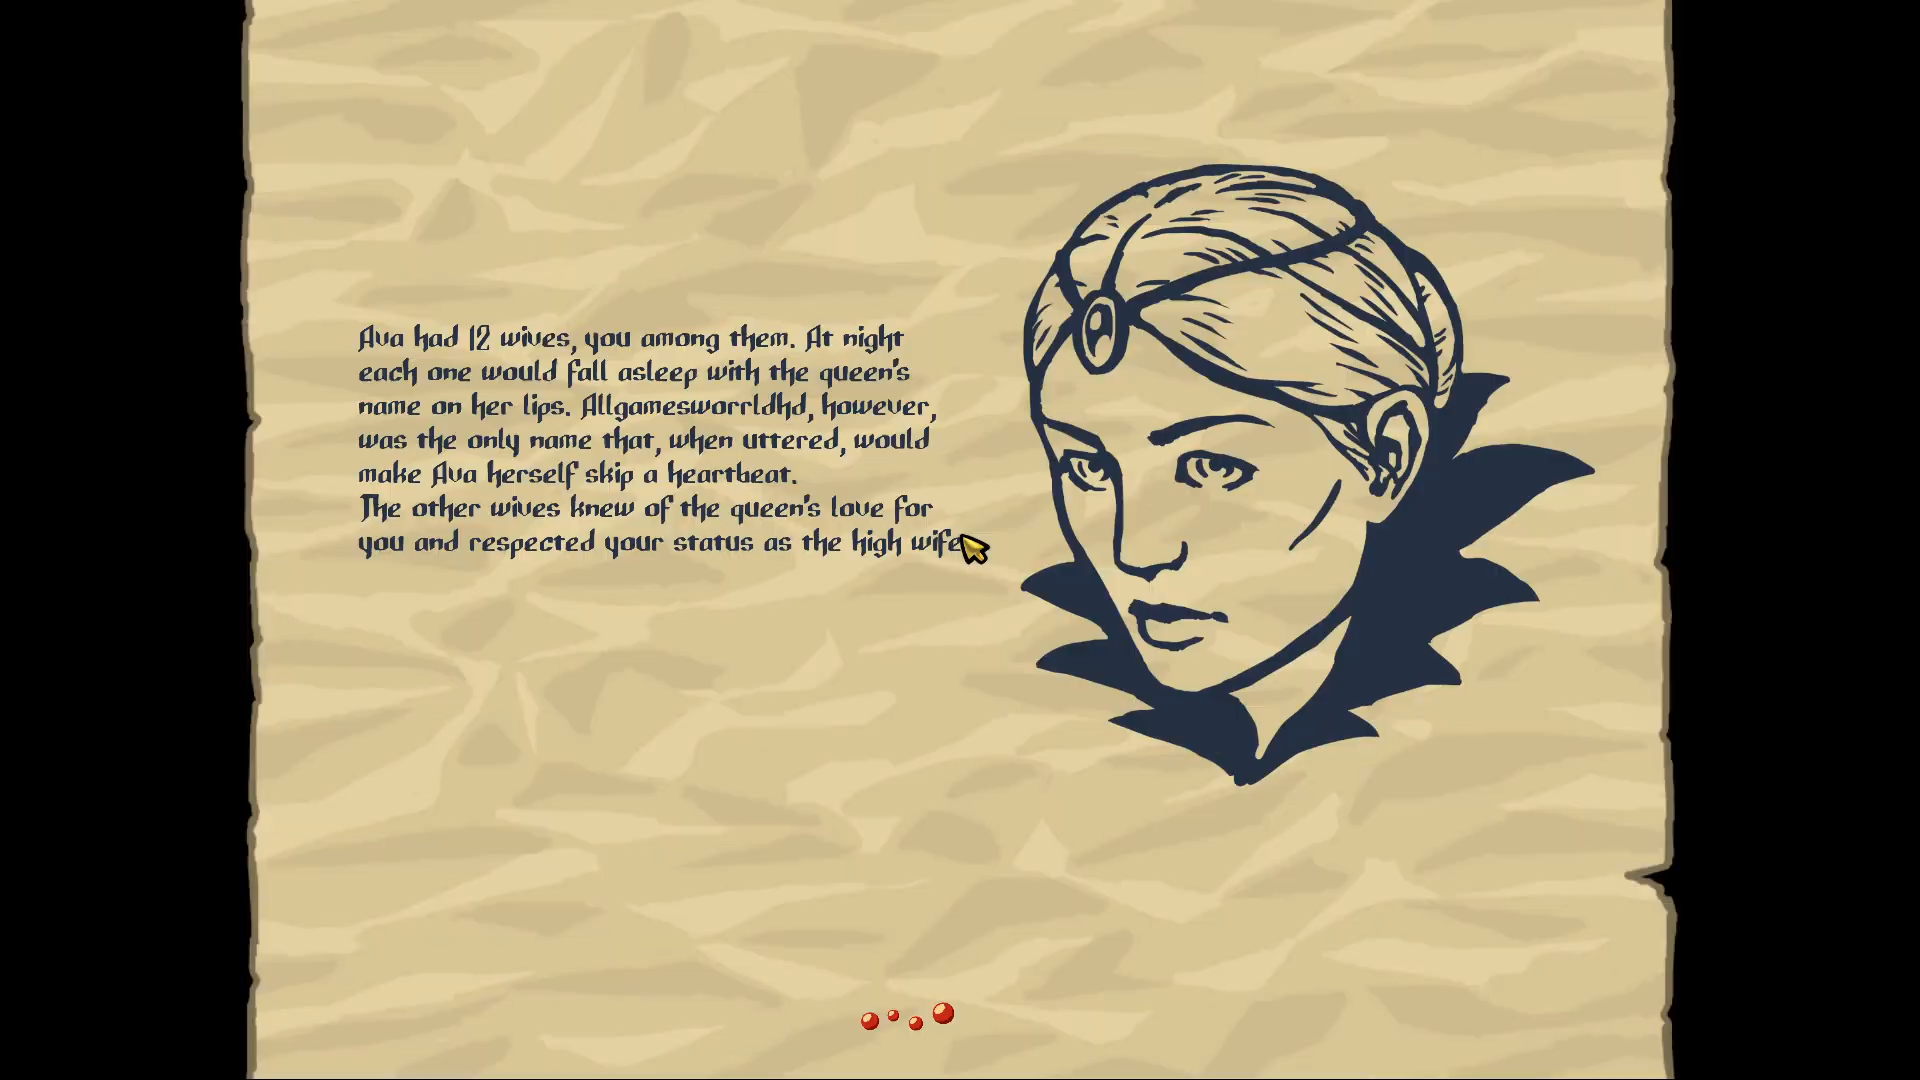 Ava had 12 wives, you among them. At night
each one would fall asleep with the queen's
name on her lips. Allgamesworrldhd, however,
was the only name that, when uttered, would
make Ava herself skip a heartbeat.
The other wives knew of the queen's love for
you and respected your status as the high wife